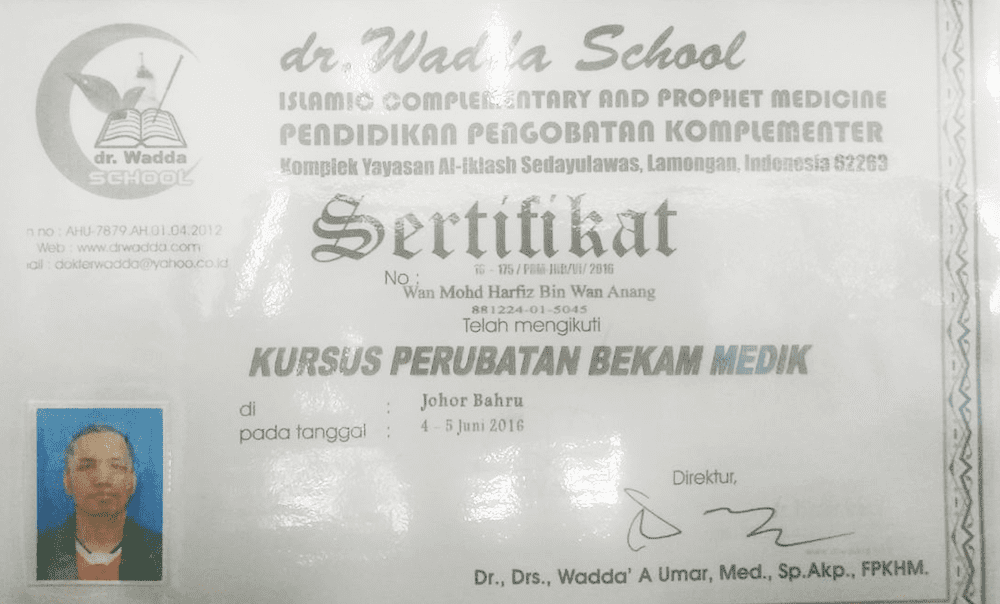 dr. Wadda School
ISLAMIC COMPLEMENTARY AND PROPHET MEDICINE
PENDIDIKAN PENGOBATAN KOMPLEMENTER
Komplek Yayasan Al-Iklash Sedayulawas, Lamongan, Indonesia 62263
dr. Wadda
SCHOOL
no : AHU-7879.AH.01.04.2012
Web : www.drwadda.com
: dokterwadda@yahoo.co.id
Sertifikat
No :
Wan Mohd Harfiz Bin Wan Anang
881224-01-5045
Telah mengikuti
KURSUS PERUBATAN BEKAM MEDIK
di : Johor Bahru
pada tanggal : 4 - 5 Juni 2016
Direktur,
Dr., Drs., Wadda' A Umar, Med., Sp.Akp., FPKHM.